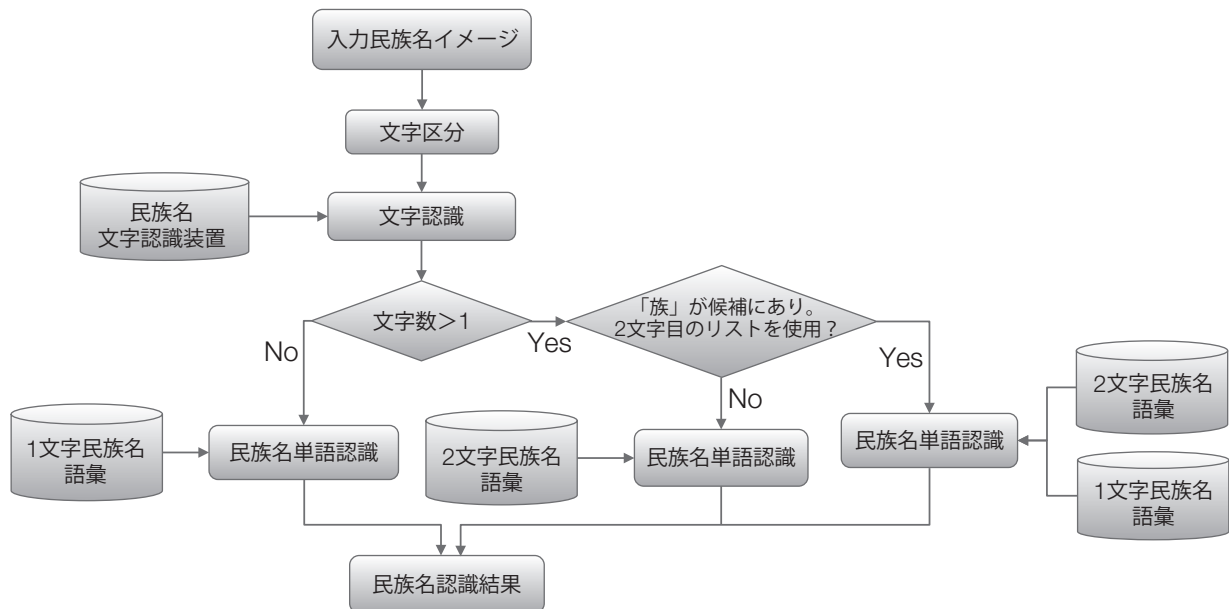 入力民族名イメージ
文字区分
民族名
文字認識装置
文字認識
文字数＞1
「族」が候補にあり。
2文字目のリストを使用？
No
Yes
Yes
No
1文字民族名
語彙
民族名単語認識
2文字民族名
語彙
民族名単語認識
民族名単語認識
2文字民族名
語彙
1文字民族名
語彙
民族名認識結果